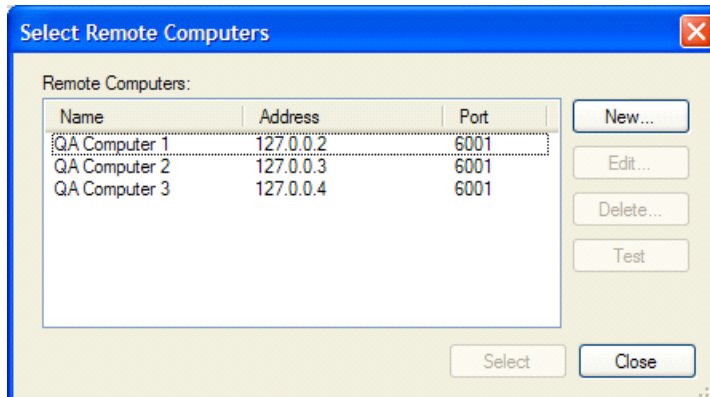 Select Remote Computers
Remote Computers:
Name Address Port
QA Computer 1 127.0.0.2 6001
QA Computer 2 127.0.0.3 6001
QA Computer 3 127.0.0.4 6001
New...
Edit...
Delete...
Test
Select Close